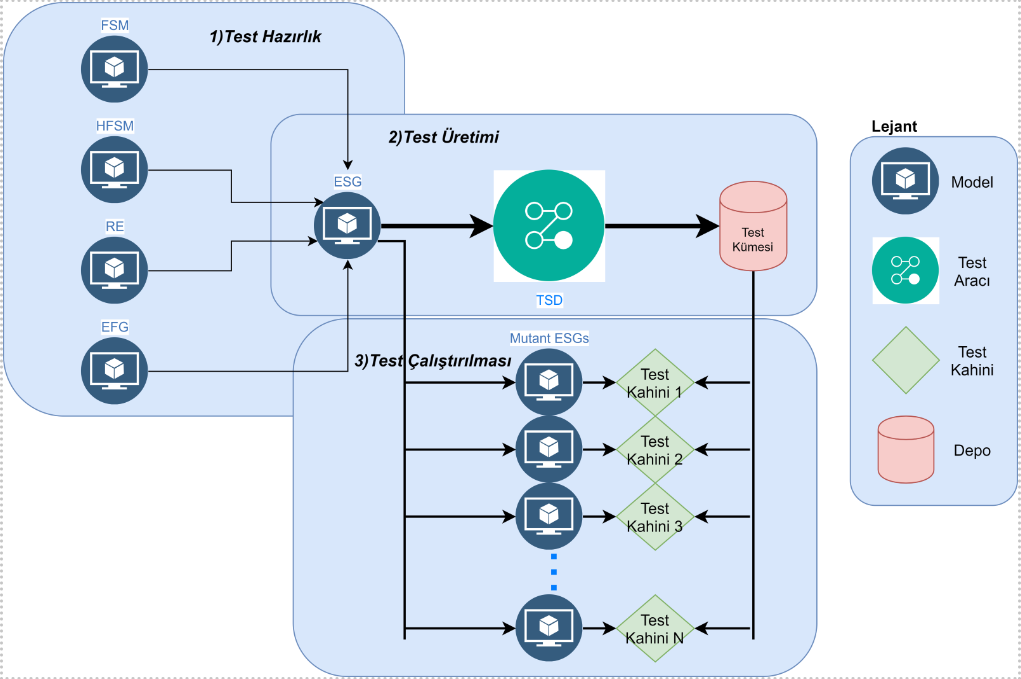 FSM
1)Test Hazırlık
HFSM
RE
EFG
2)Test Üretimi
ESG
TSD
Test
Kümesi
3)Test Çalıştırılması
Mutant ESGs
Test
Kahini 1
Test
Kahini 2
Test
Kahini 3
Test
Kahini N
Lejant
Model
Test
Aracı
Test
Kahini
Depo